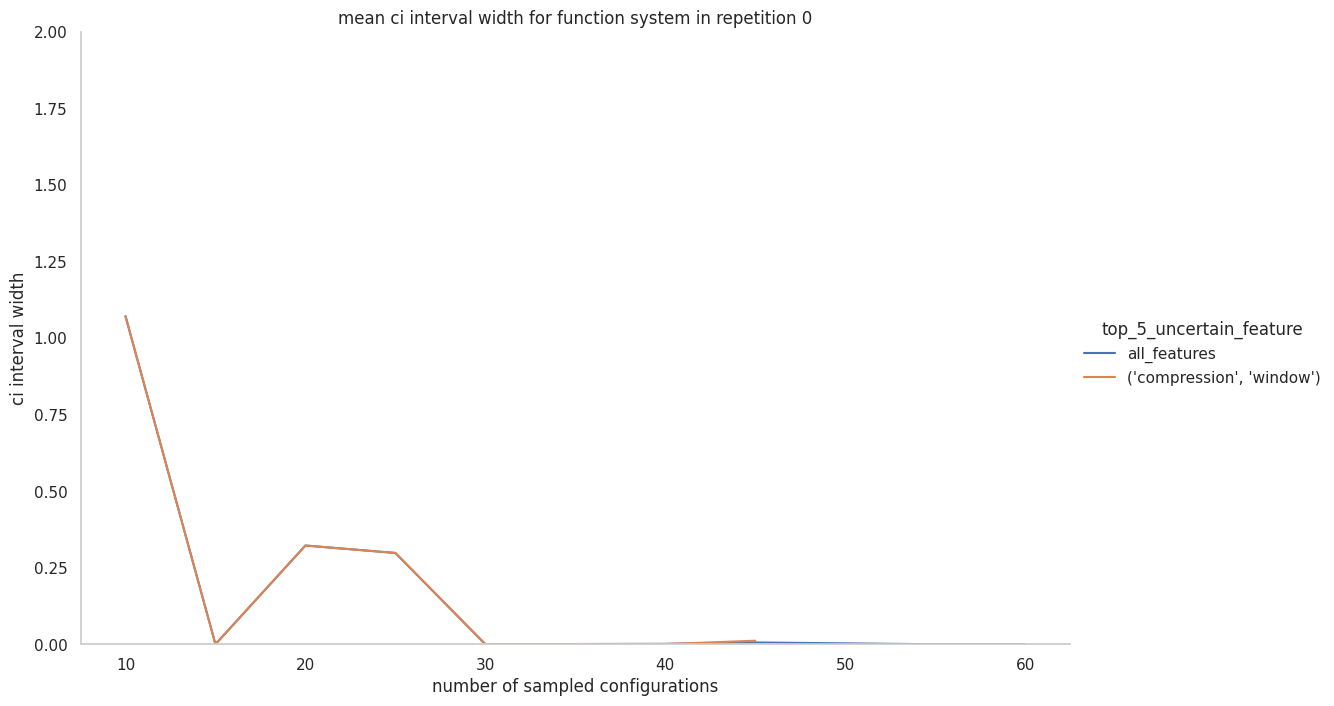 mean ci interval width for function system in repetition 0
2.00
1.75
1.50
1.25
1.00
0.75
0.50
0.25
0.00
ci interval width
10
20
30
40
50
60
number of sampled configurations
top_5_uncertain_feature
all_features
('compression', 'window')